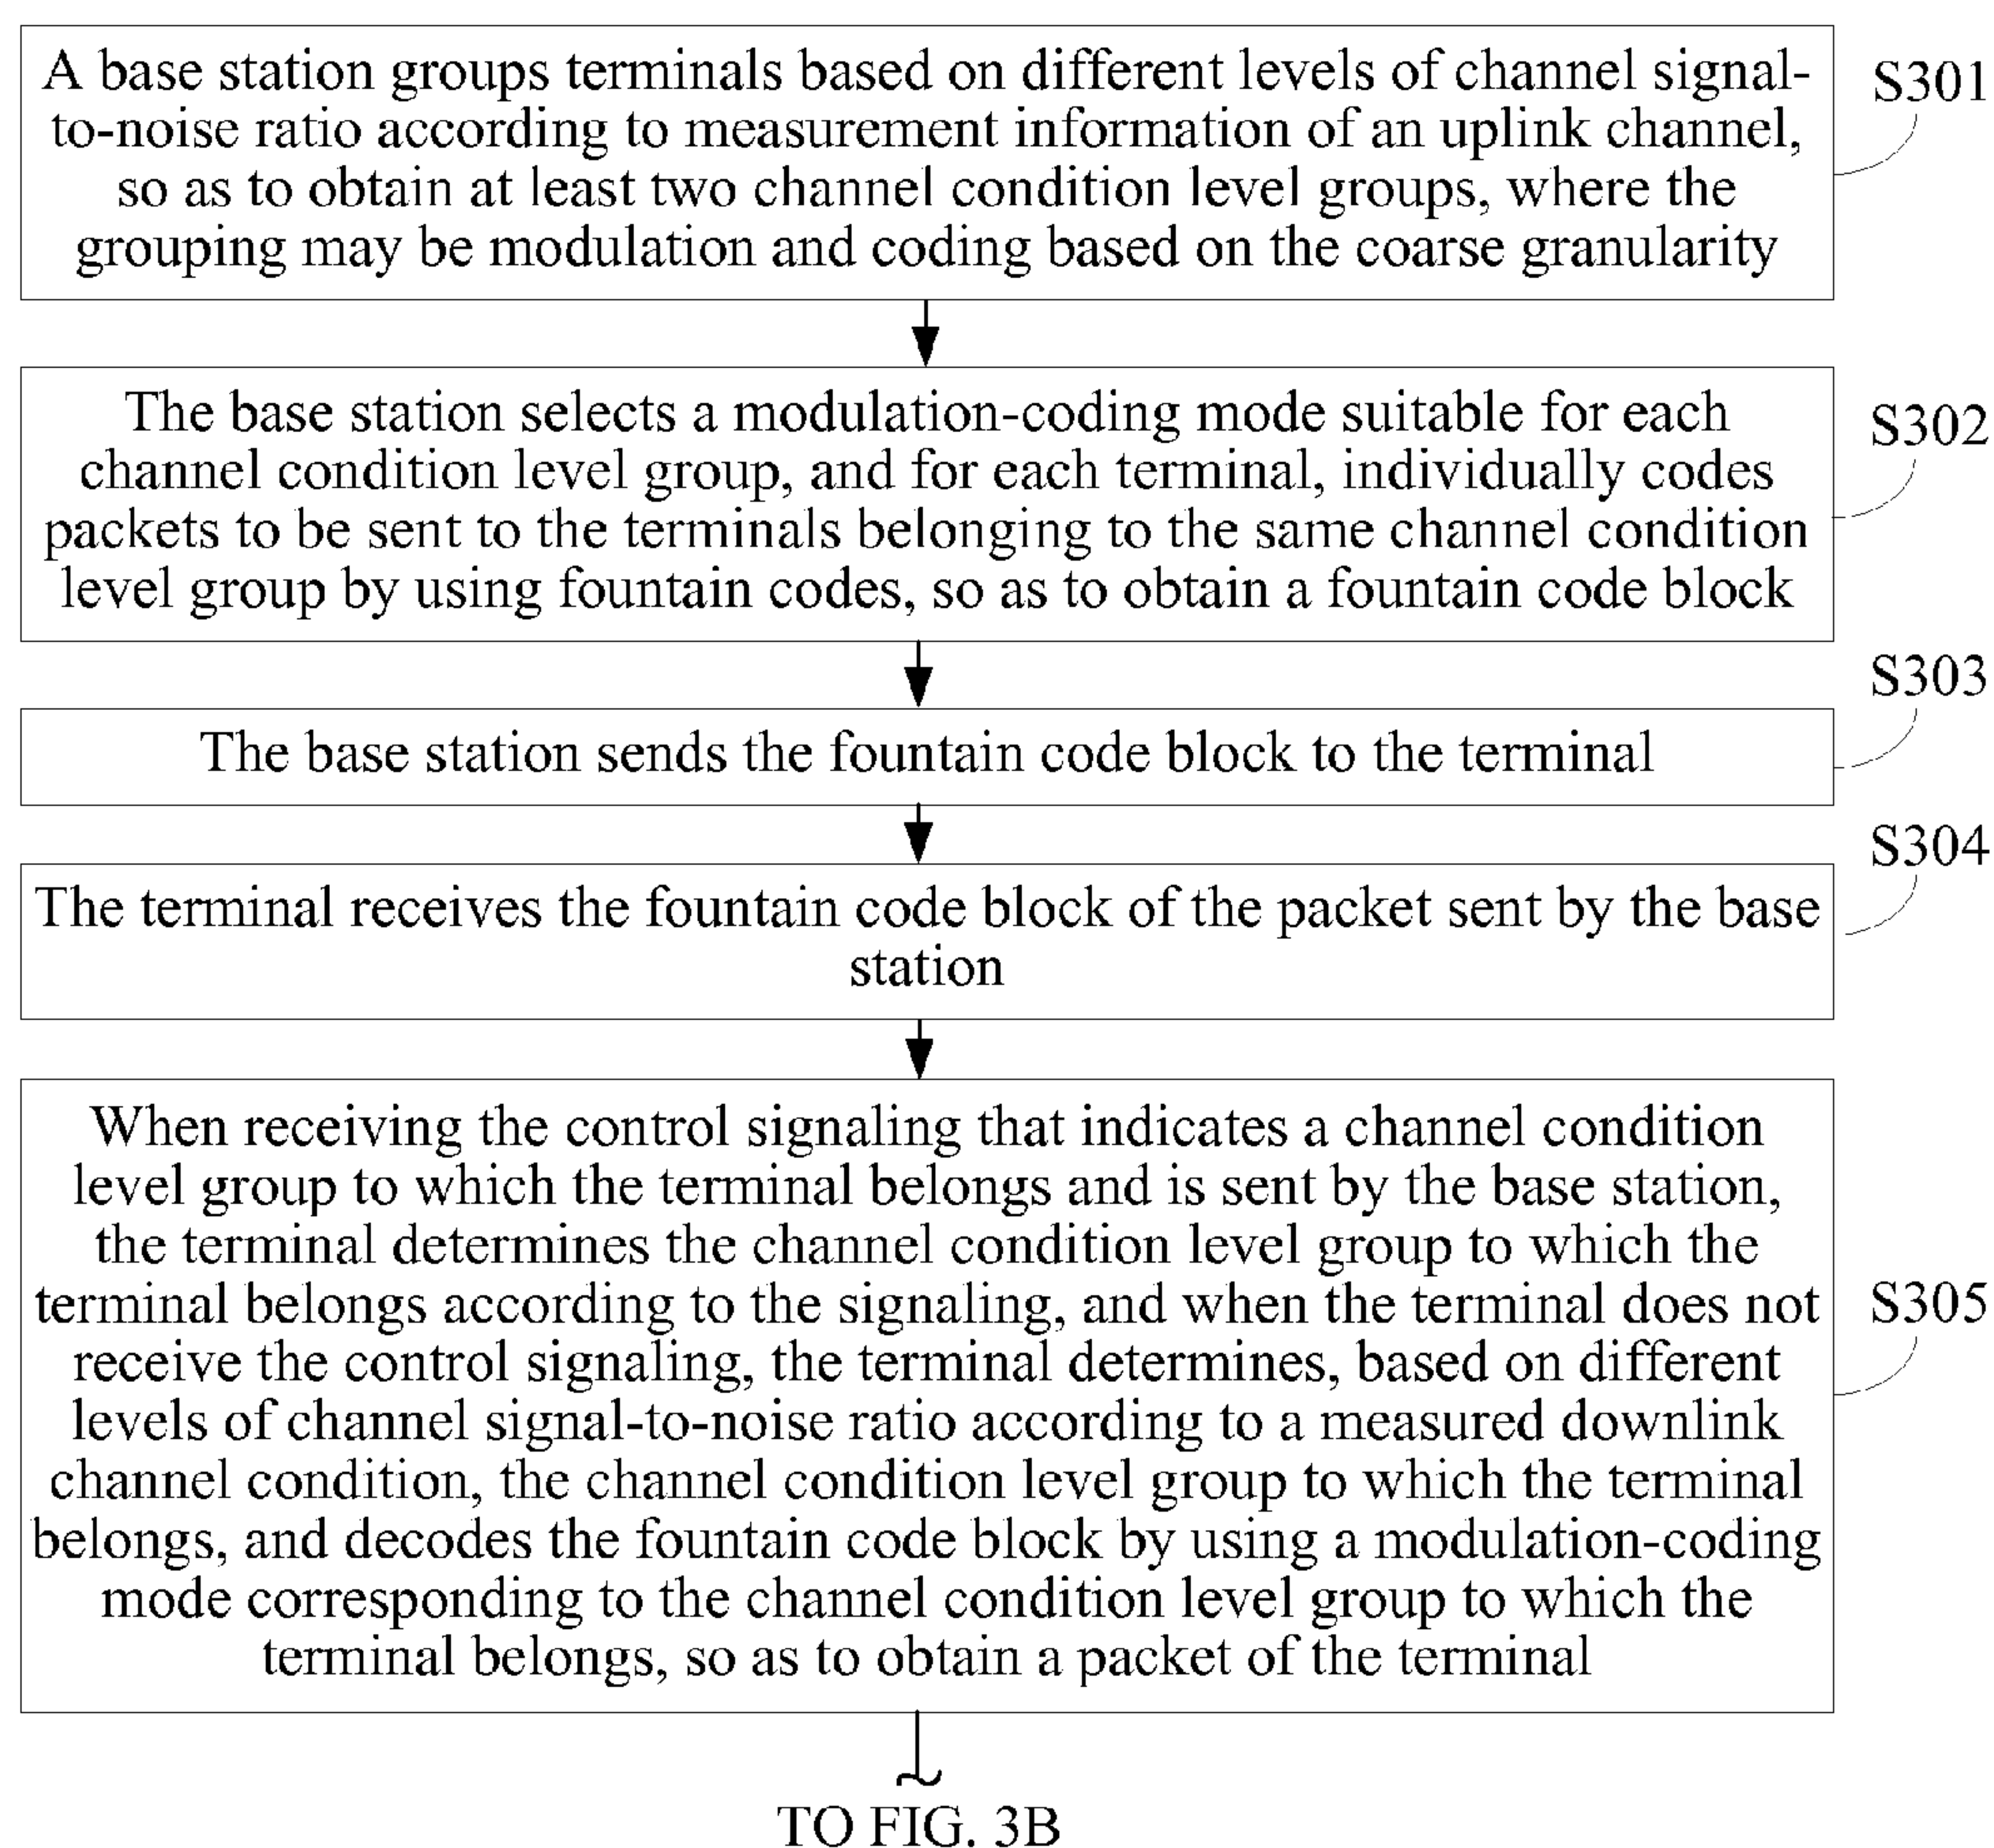 A base station groups terminals based on different levels of channel signal-
to-noise ratio according to measurement information of an uplink channel,
so as to obtain at least two channel condition level groups, where the
grouping may be modulation and coding based on the coarse granularity
S301
The base station selects a modulation-coding mode suitable for each
channel condition level group, and for each terminal, individually codes
packets to be sent to the terminals belonging to the same channel condition
level group by using fountain codes, so as to obtain a fountain code block
S302
The base station sends the fountain code block to the terminal
S303
The terminal receives the fountain code block of the packet sent by the base
station
S304
When receiving the control signaling that indicates a channel condition
level group to which the terminal belongs and is sent by the base station,
the terminal determines the channel condition level group to which the
terminal belongs according to the signaling, and when the terminal does not
receive the control signaling, the terminal determines, based on different
levels of channel signal-to-noise ratio according to a measured downlink
channel condition, the channel condition level group to which the terminal
belongs, and decodes the fountain code block by using a modulation-coding
mode corresponding to the channel condition level group to which the
terminal belongs, so as to obtain a packet of the terminal
S305
TO FIG. 3B